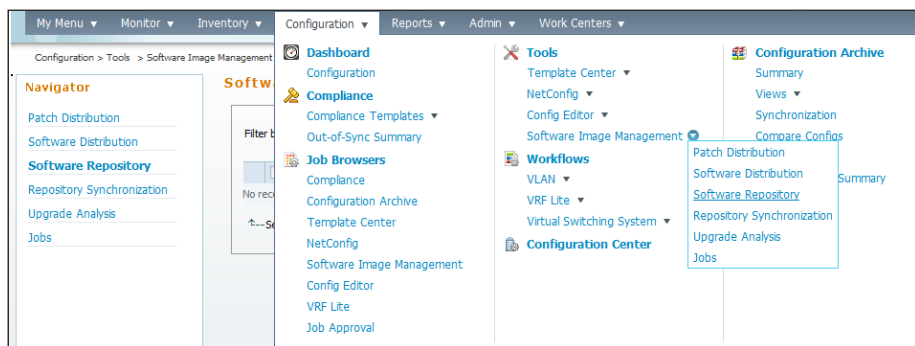 My Menu ▼ Monitor ▼ Inventory ▼ Configuration ▼ Reports ▼ Admin ▼ Work Centers ▼
Configuration > Tools > Software Image Management
Navigator
Patch Distribution
Software Distribution
Software Repository
Repository Synchronization
Upgrade Analysis
Jobs
Softw
Filter b
No reco
Se
Dashboard
Configuration
Compliance
Compliance Templates ▼
Out-of-Sync Summary
Job Browsers
Compliance
Configuration Archive
Template Center
NetConfig
Software Image Management
Config Editor
VRF Lite
Job Approval
Tools
Template Center ▼
NetConfig ▼
Config Editor ▼
Software Image Management
Workflows
VLAN ▼
VRF Lite ▼
Virtual Switching System ▼
Configuration Center
Configuration Archive
Summary
Views ▼
Synchronization
Compare Configs
Summary
Patch Distribution
Software Distribution
Software Repository
Repository Synchronization
Upgrade Analysis
Jobs